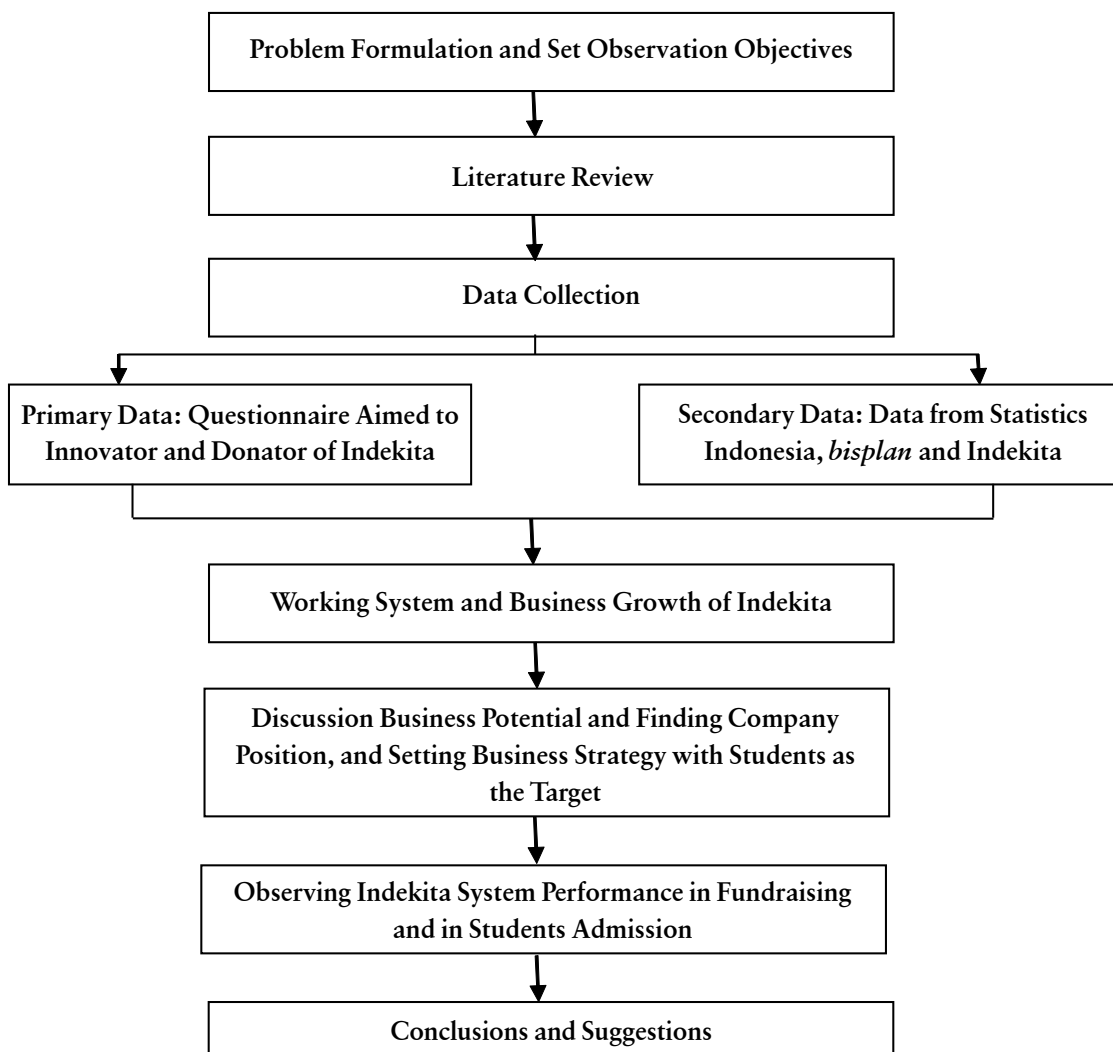 Problem Formulation and Set Observation Objectives
Literature Review
Data Collection
Primary Data: Questionnaire Aimed to
Innovator and Donator of Indekita
Secondary Data: Data from Statistics
Indonesia, bisplan and Indekita
Working System and Business Growth of Indekita
Discussion Business Potential and Finding Company
Position, and Setting Business Strategy with Students as
the Target
Observing Indekita System Performance in Fundraising
and in Students Admission
Conclusions and Suggestions